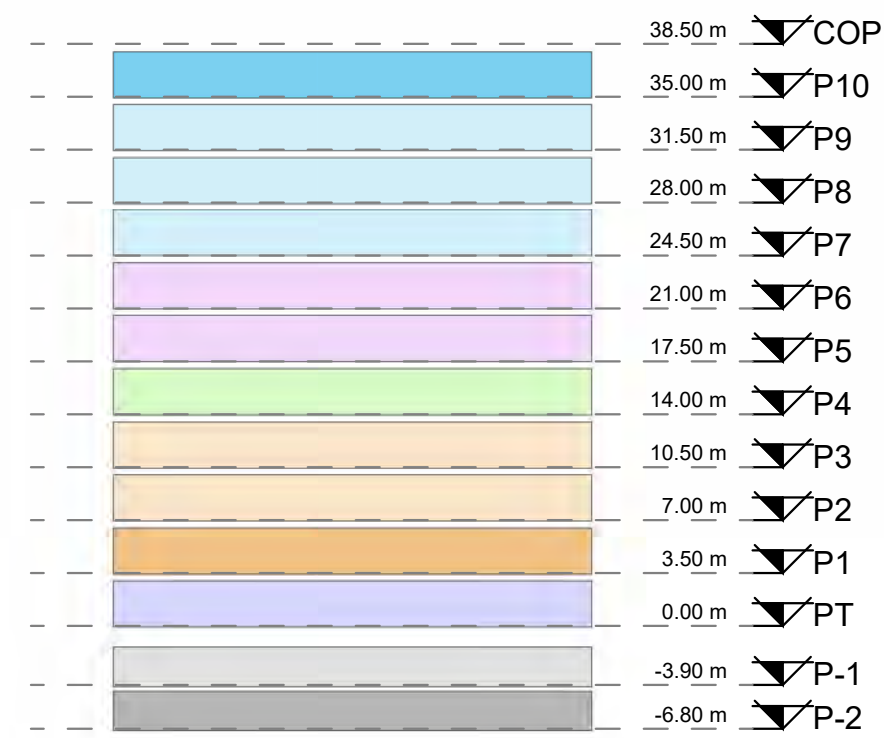 38.50 m COP
35.00 m P10
31.50 m P9
28.00 m P8
24.50 m P7
21.00 m P6
17.50 m P5
14.00 m P4
10.50 m P3
7.00 m P2
3.50 m P1
0.00 m PT
-3.90 m P-1
-6.80 m P-2